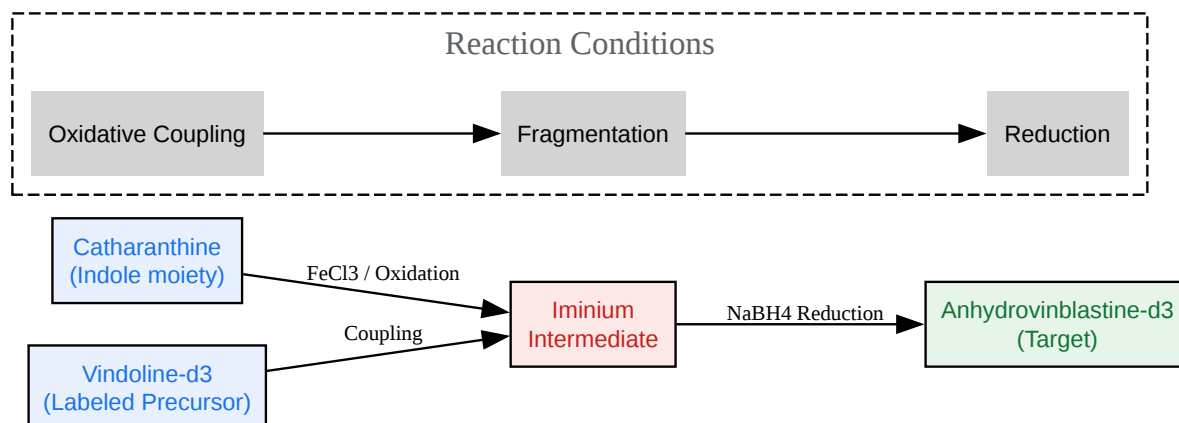 Reaction Conditions
Oxidative Coupling
Fragmentation
Reduction
Catharanthine
(Indole moiety)
FeCl3 / Oxidation
Coupling
Vindoline-d3
(Labeled Precursor)
Iminium
Intermediate
NaBH4 Reduction
Anhydrovinblastine-d3
(Target)